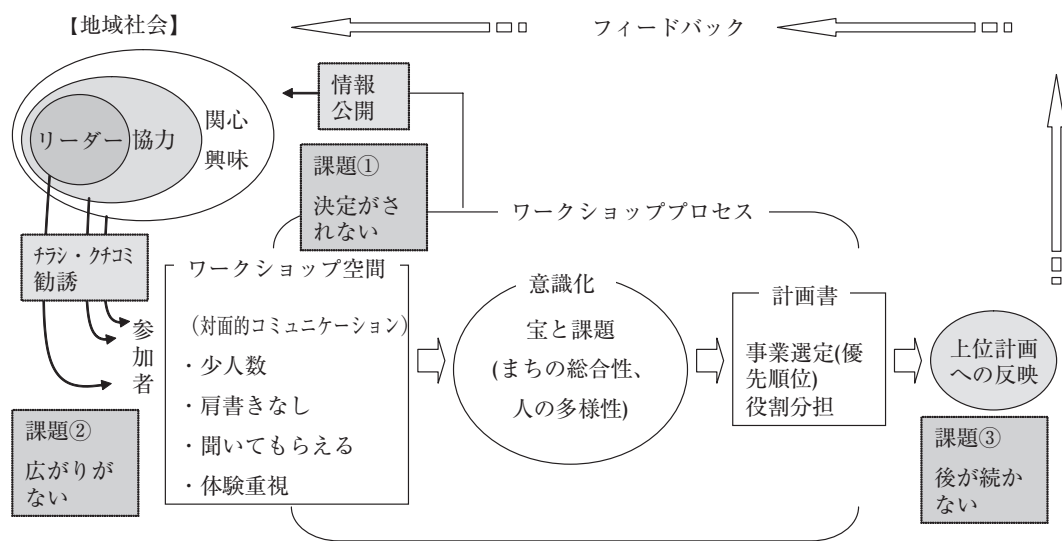 【地域社会】
フィードバック
情報
公開
リーダー
協力
関心
興味
課題①
決定がさ
れない
ワークショッププロセス
チラシ・クチコミ
勧誘
参
加
者
ワークショップ空間
(対面的コミュニケーション)
・少人数
・肩書きなし
・聞いてもらえる
・体験重視
意識化
宝と課題
(まちの総合性、
人の多様性)
計画書
事業選定(優
先順位)
役割分担
上位計画
への反映
課題②
広がりが
ない
課題③
後が続か
ない